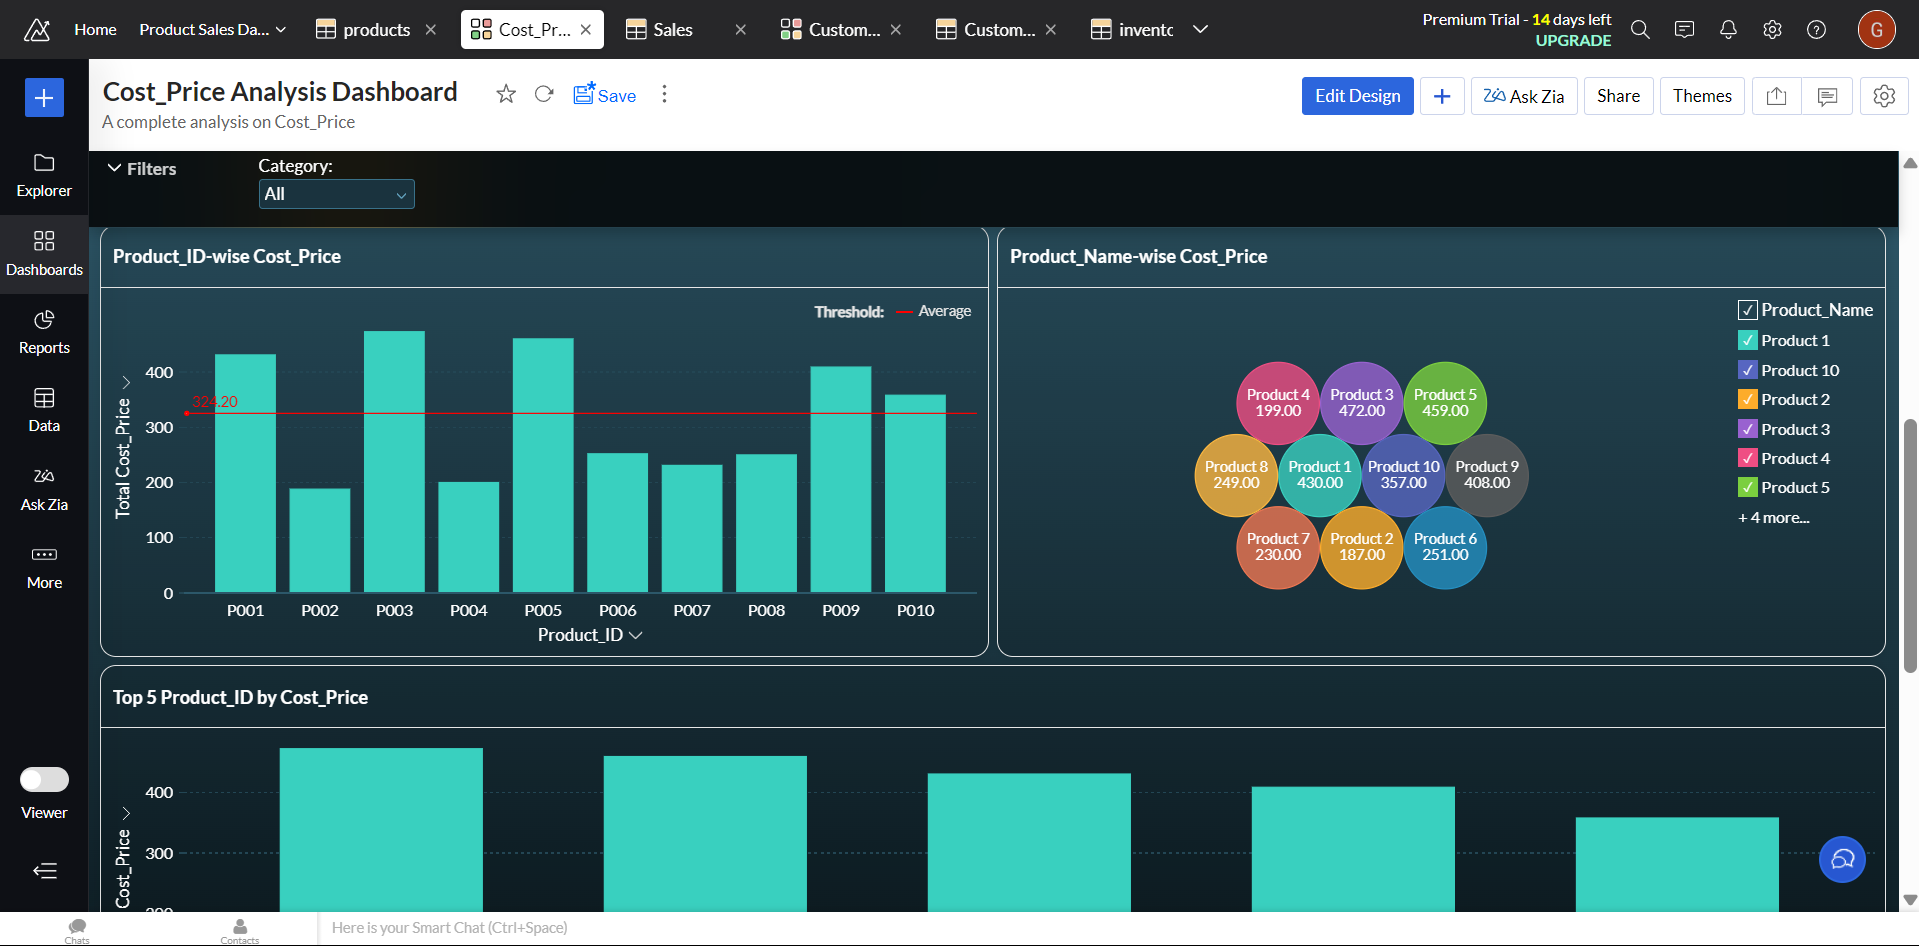 Home
Product Sales Da...
products
Cost_Pr...
Sales
Custom...
Custom...
invento
Premium Trial - 14 days left
UPGRADE
G
Cost_Price Analysis Dashboard
Save
A complete analysis on Cost_Price
Edit Design
Ask Zia
Share
Themes
Explorer
Dashboards
Reports
Data
Ask Zia
More
Viewer
Filters
Category:
All
Product_ID-wise Cost_Price
Threshold:
Average
Total Cost_Price
400
300
200
100
0
324.20
P001 P002 P003 P004 P005 P006 P007 P008 P009 P010
Product_ID
Product_Name-wise Cost_Price
Product 4
199.00
Product 3
472.00
Product 5
459.00
Product 8
249.00
Product 1
430.00
Product 10
357.00
Product 9
408.00
Product 7
230.00
Product 2
187.00
Product 6
251.00
Product_Name
Product 1
Product 10
Product 2
Product 3
Product 4
Product 5
+ 4 more...
Top 5 Product_ID by Cost_Price
Cost_Price
400
300
200
Chats
Contacts
Here is your Smart Chat (Ctrl+Space)